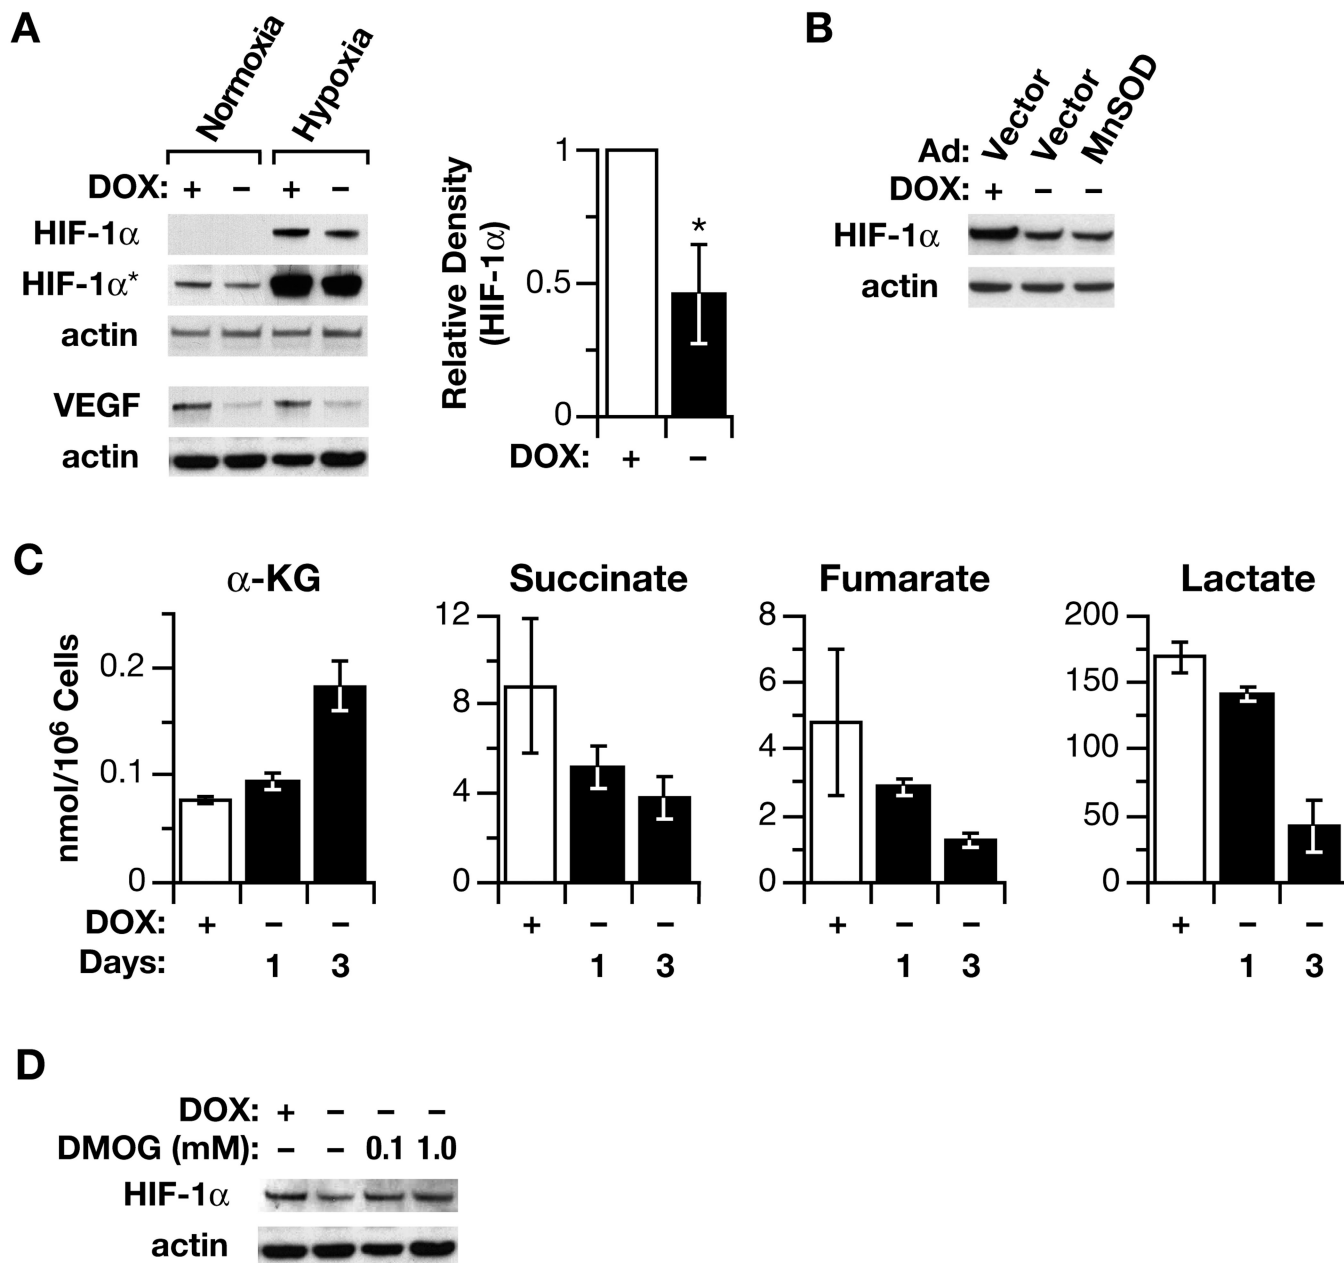 A
Normoxia
Hypoxia
DOX: + − + −
HIF-1α
HIF-1α*
actin
VEGF
actin
Relative Density
(HIF-1α)
1
0.5
0
*
DOX: + −
B
Ad: Vector Vector MnSOD
DOX: + − −
HIF-1α
actin
C
α-KG
nmol/10⁶ Cells
0.2
0.1
0
DOX: + − −
Days: 1 3
Succinate
12
8
4
0
+ − −
1 3
Fumarate
8
6
4
2
0
+ − −
1 3
Lactate
200
150
100
50
0
+ − −
1 3
D
DOX: + − − −
DMOG (mM): − − 0.1 1.0
HIF-1α
actin